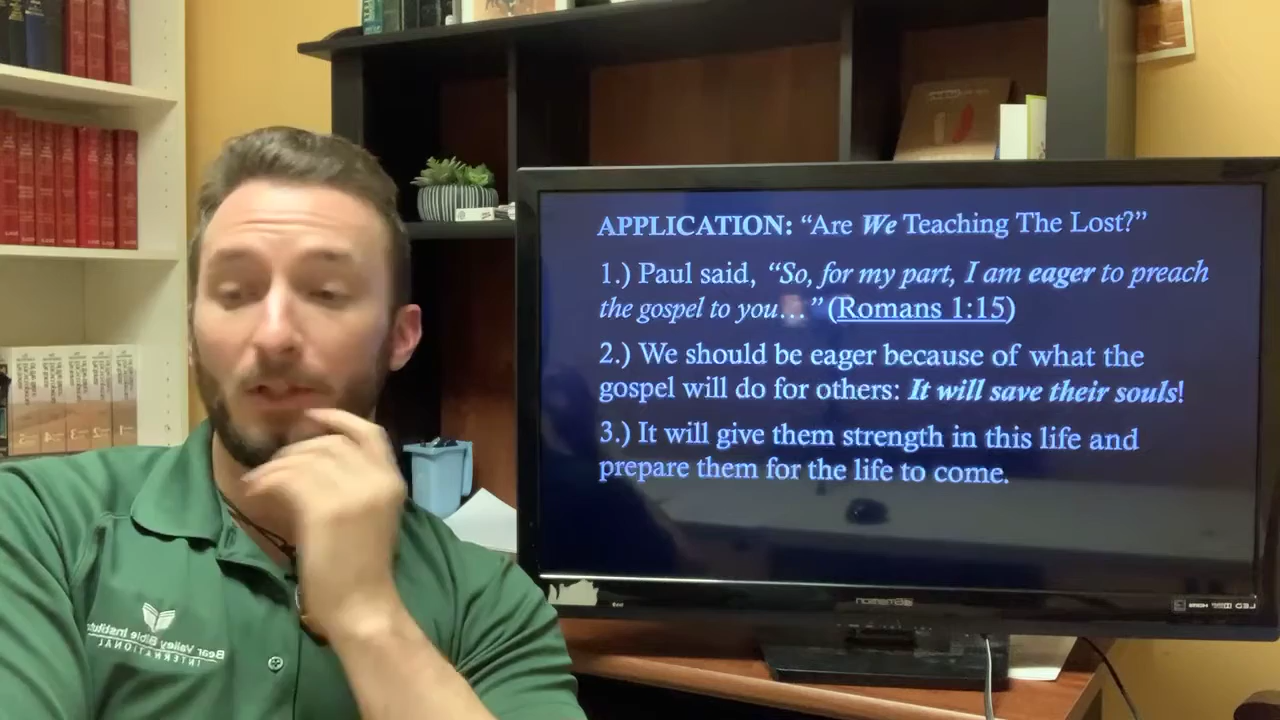 APPLICATION: “Are We Teaching The Lost?”
1.) Paul said, “So, for my part, I am eager to preach
the gospel to you…” (Romans 1:15)
2.) We should be eager because of what the
gospel will do for others: It will save their souls!
3.) It will give them strength in this life and
prepare them for the life to come.
Bear Valley Bible Institute
INTERNATIONAL